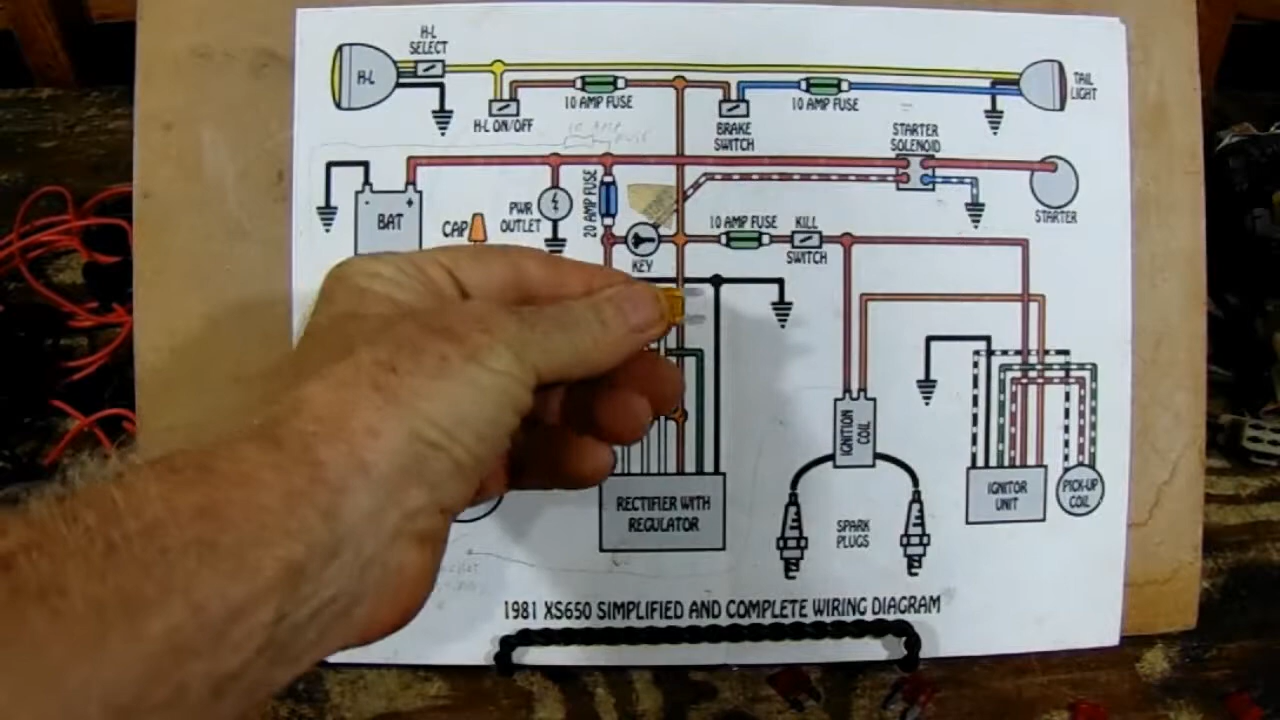 H-L
SELECT
H-L
10 AMP FUSE
10 AMP FUSE
TAIL
LIGHT
H-L ON/OFF
BRAKE
SWITCH
STARTER
SOLENOID
10 AMP
FUSE
- +
BAT
CAP
PWR
OUTLET
20 AMP FUSE
KEY
10 AMP FUSE
KILL
SWITCH
STARTER
IGNITION
COIL
RECTIFIER WITH
REGULATOR
SPARK
PLUGS
IGNITOR
UNIT
PICK-UP
COIL
1981 XS650 SIMPLIFIED AND COMPLETE WIRING DIAGRAM